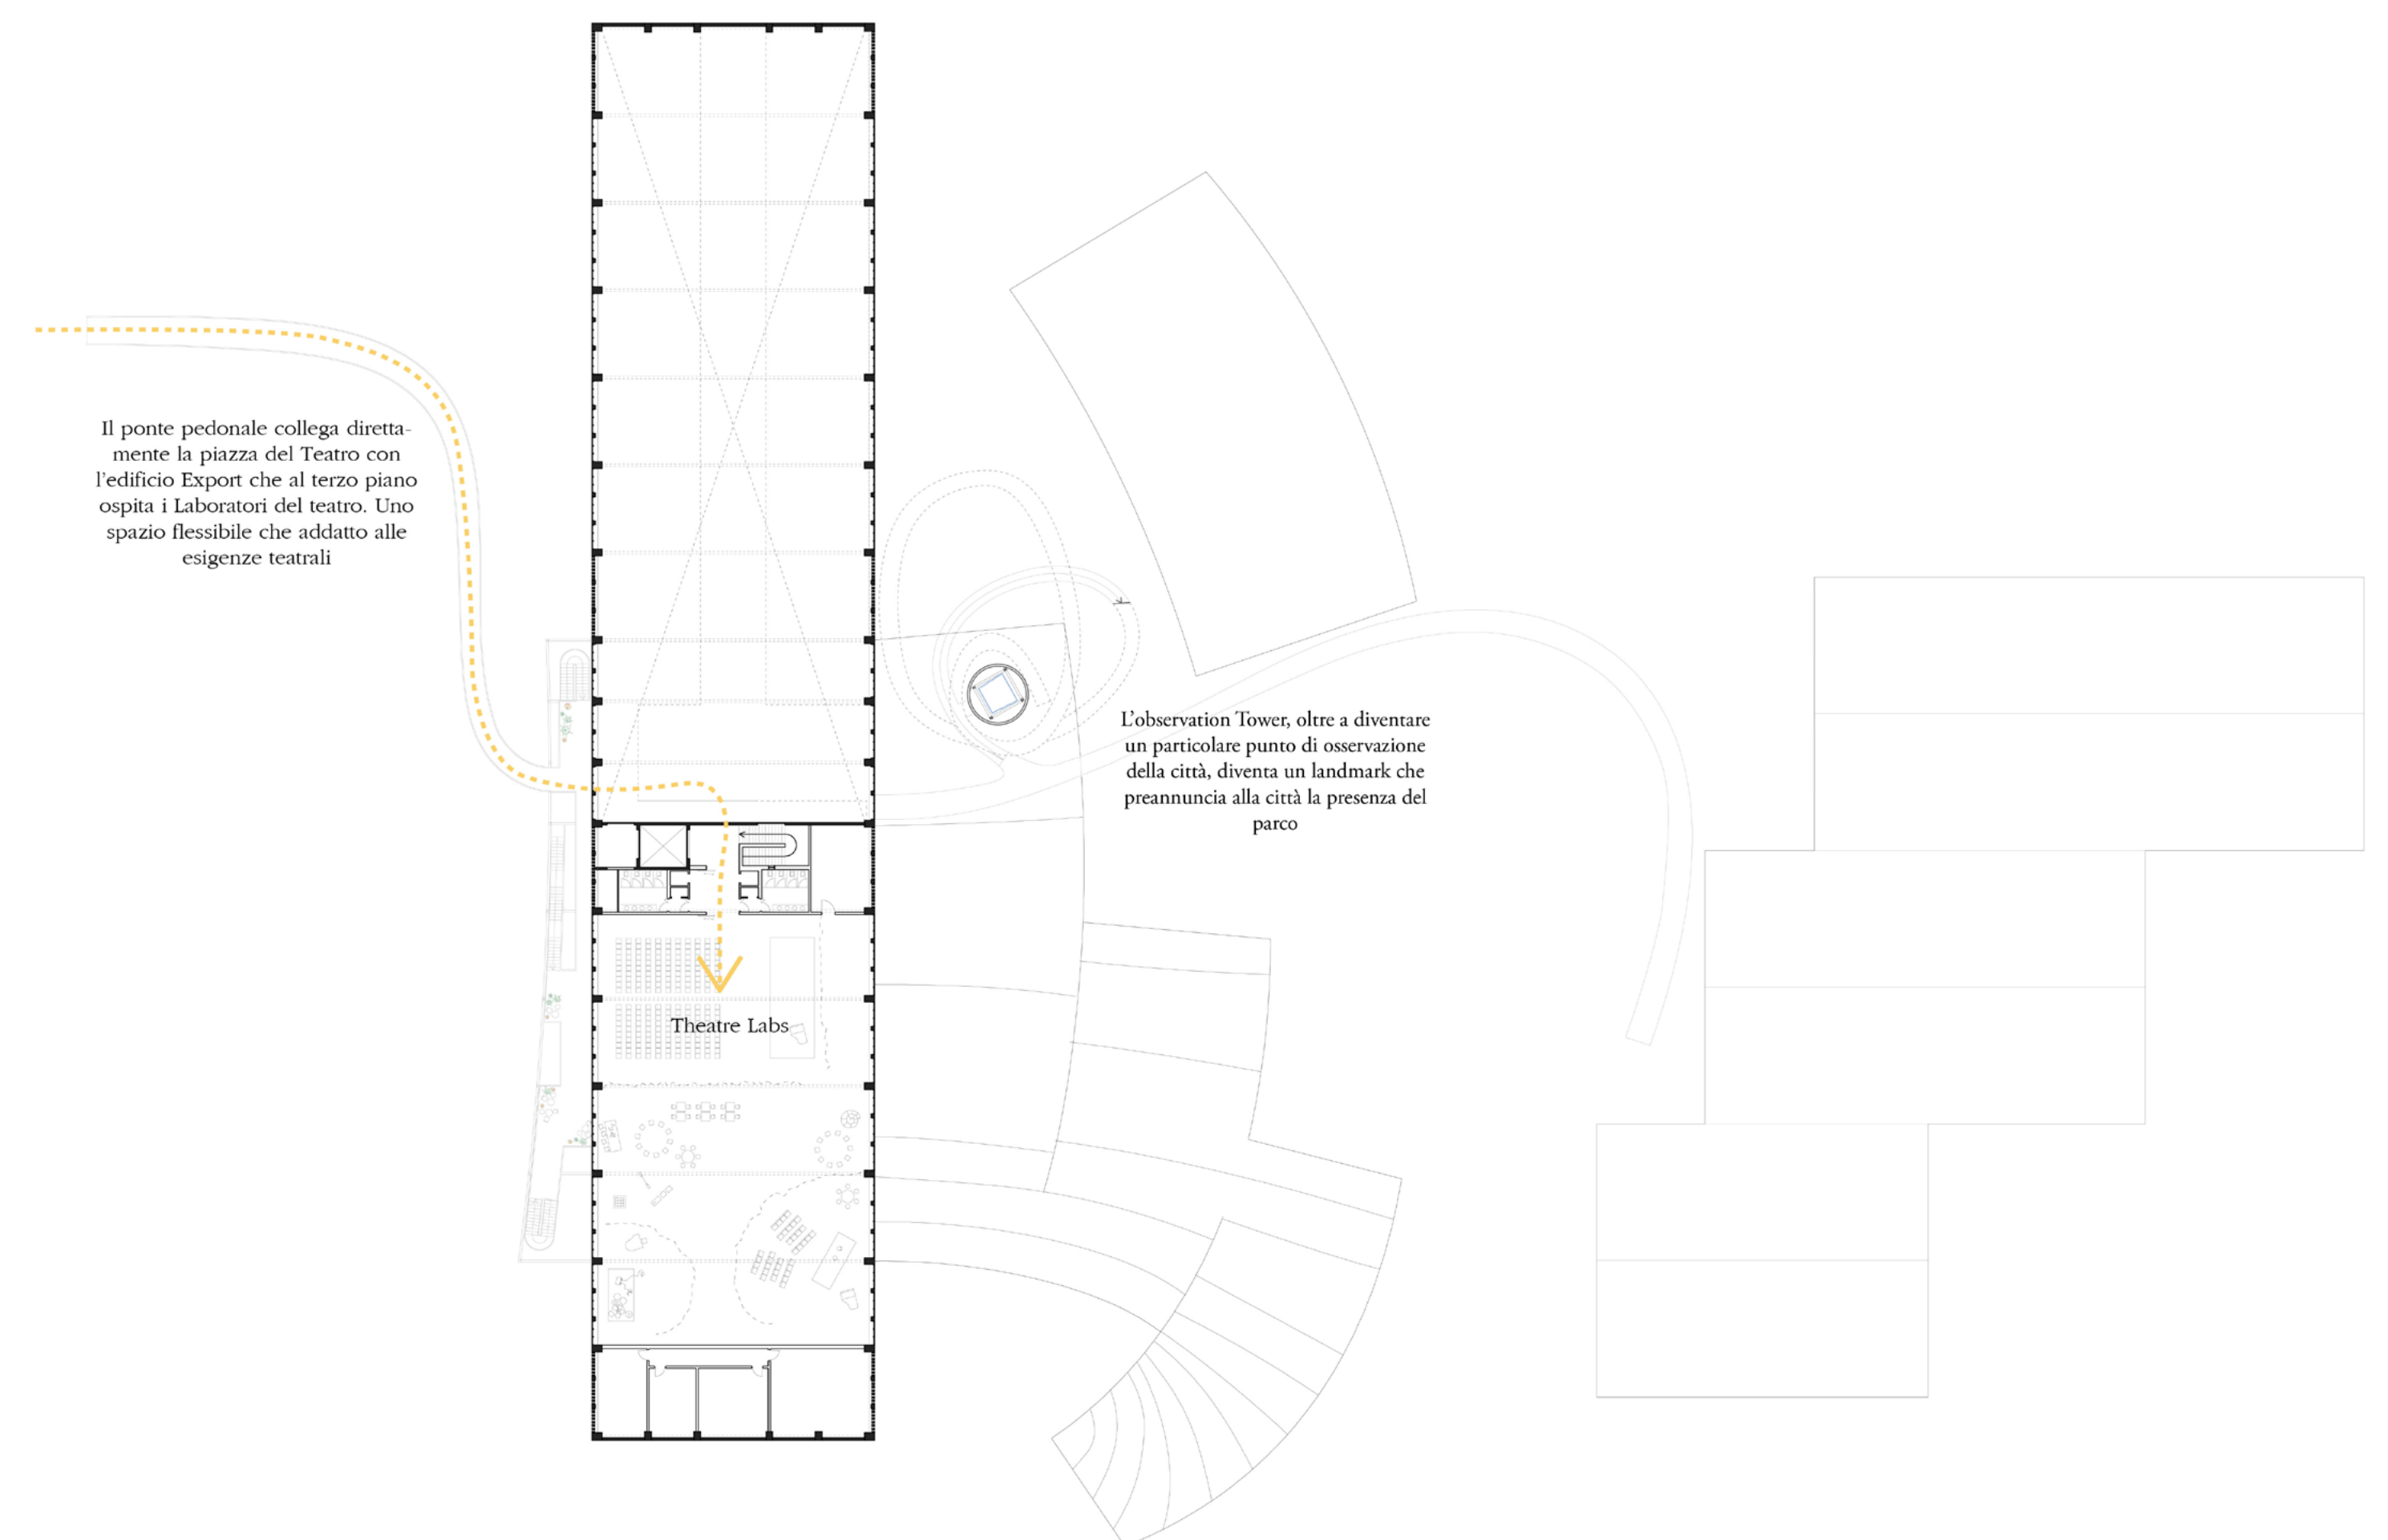 Il ponte pedonale collega diretta-
mente la piazza del Teatro con
l'edificio Export che al terzo piano
ospita i Laboratori del teatro. Uno
spazio flessibile che addatto alle
esigenze teatrali
L'observation Tower, oltre a diventare
un particolare punto di osservazione
della città, diventa un landmark che
preannuncia alla città la presenza del
parco
Theatre Labs